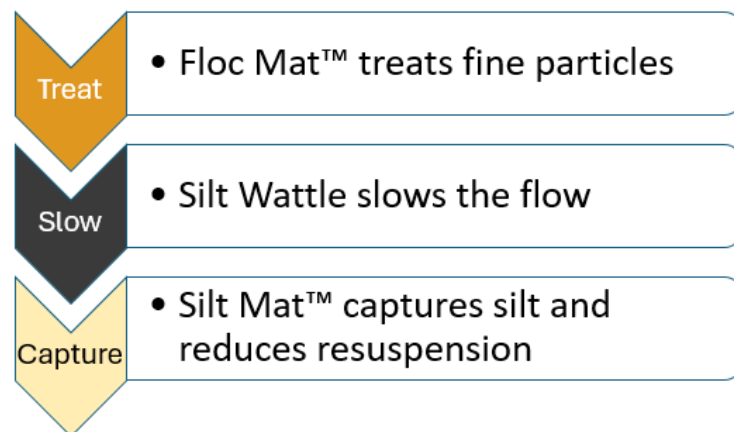 Treat
• Floc Mat™ treats fine particles
Slow
• Silt Wattle slows the flow
Capture
• Silt Mat™ captures silt and
reduces resuspension